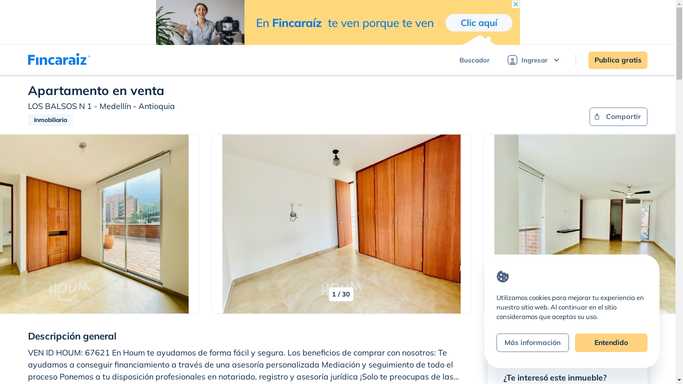 En Fincaraíz te ven porque te ven
Clic aquí
Fincaraiz
Buscador
Ingresar
Publica gratis
Apartamento en venta
LOS BALSOS N 1 - Medellín - Antioquia
Inmobiliaria
Compartir
HOUM
1 / 30
Utilizamos cookies para mejorar tu experiencia en
nuestro sitio web. Al continuar en el sitio
consideramos que aceptas su uso.
Más información
Entendido
Descripción general
VEN ID HOUM: 67621 En Houm te ayudamos de forma fácil y segura. Los beneficios de comprar con nosotros: Te
ayudamos a conseguir financiamiento a través de una asesoría personalizada Mediación y seguimiento de todo el
proceso Ponemos a tu disposición profesionales en notariado, registro y asesoría jurídica ¡Solo te preocupas de las...
¿Te interesó este inmueble?